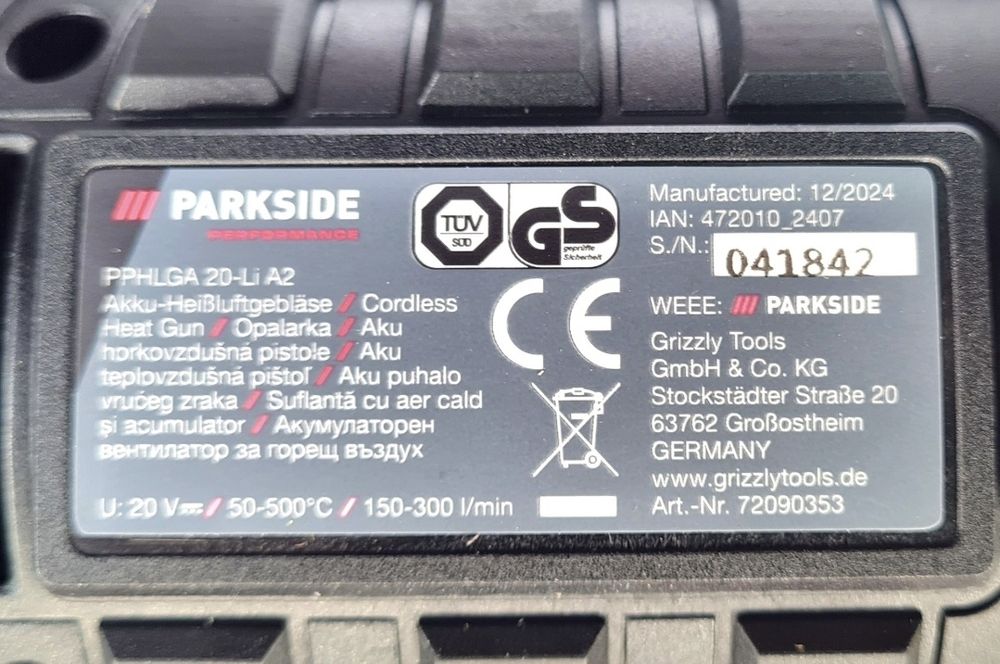 PARKSIDE
PERFORMANCE
PPHLGA 20-Li A2
Akku-Heißluftgebläse / Cordless
Heat Gun / Opalarka / Aku
horkovzdušná pistole / Aku
teplovzdušná pištoľ / Aku puhalo
vrućeg zraka / Suflantă cu aer cald
și acumulator / Акумулаторен
вентилатор за горещ въздух
U: 20 V⎓ / 50-500°C / 150-300 l/min
TÜV
SÜD
GS
geprüfte
Sicherheit
CE
Manufactured: 12/2024
IAN: 472010_2407
S./N.: 041842
WEEE: /// PARKSIDE
Grizzly Tools
GmbH & Co. KG
Stockstädter Straße 20
63762 Großostheim
GERMANY
www.grizzlytools.de
Art.-Nr. 72090353